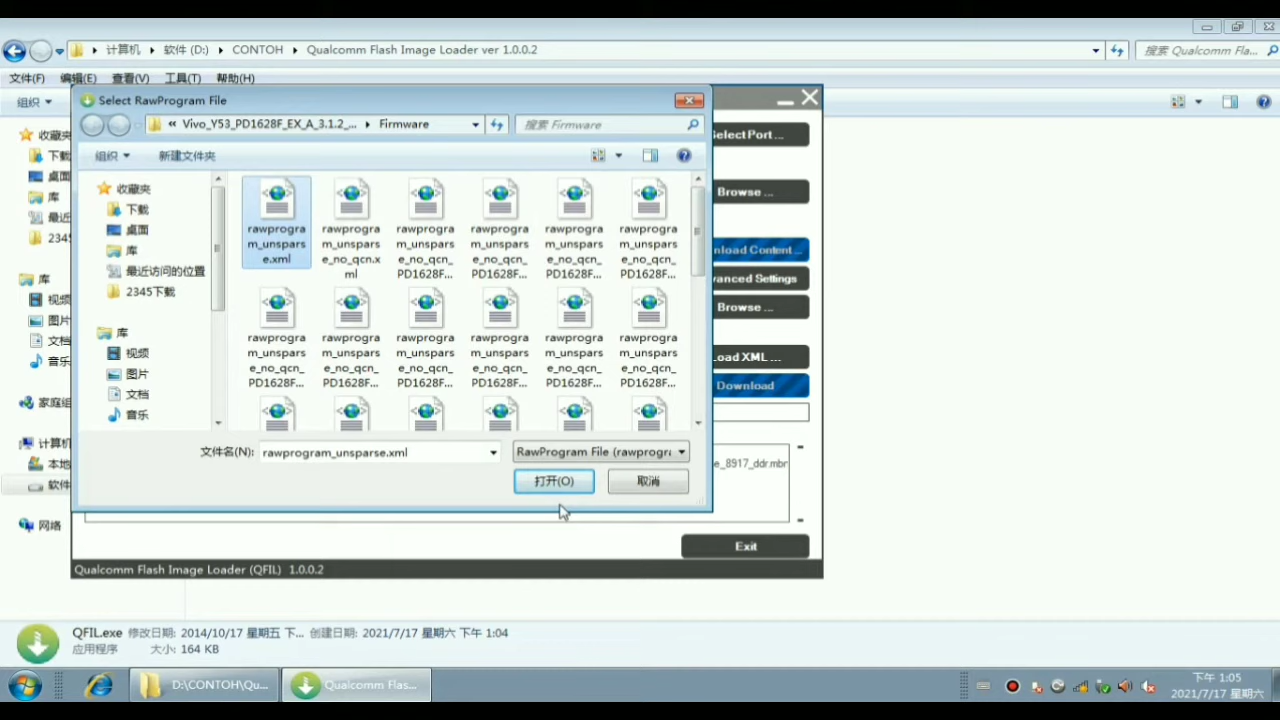 计算机 ▸ 软件 (D:) ▸ CONTOH ▸ Qualcomm Flash Image Loader ver 1.0.0.2
搜索 Qualcomm Fla...
文件(F) 编辑(E) 查看(V) 工具(T) 帮助(H)
组织
Select RawProgram File
« Vivo_Y53_PD1628F_EX_A_3.1.2_... ▸ Firmware
搜索 Firmware
组织 新建文件夹
收藏夹
下载
桌面
库
最近访问的位置
2345下载
库
视频
图片
文档
音乐
rawprogram_unsparse.xml
rawprogram_unsparse_no_qcn.xml
rawprogram_unsparse_no_qcn_PD1628F...
rawprogram_unsparse_no_qcn_PD1628F...
rawprogram_unsparse_no_qcn_PD1628F...
rawprogram_unsparse_no_qcn_PD1628F...
rawprogram_unsparse_no_qcn_PD1628F...
rawprogram_unsparse_no_qcn_PD1628F...
rawprogram_unsparse_no_qcn_PD1628F...
rawprogram_unsparse_no_qcn_PD1628F...
rawprogram_unsparse_no_qcn_PD1628F...
rawprogram_unsparse_no_qcn_PD1628F...
文件名(N): rawprogram_unsparse.xml
RawProgram File (rawprogra
打开(O) 取消
收藏夹
下载
桌面
库
最近
2345
库
视频
图片
文档
音乐
家庭组
计算机
本地
软件
网络
elect Port ...
Browse ...
nload Content ...
anced Settings
Browse ...
Load XML ...
Download
e_8917_ddr.mbn
Exit
Qualcomm Flash Image Loader (QFIL) 1.0.0.2
QFIL.exe 修改日期: 2014/10/17 星期五 下... 创建日期: 2021/7/17 星期六 下午 1:04
应用程序 大小: 164 KB
D:\CONTOH\Qu...
Qualcomm Flas...
下午 1:05
2021/7/17 星期六